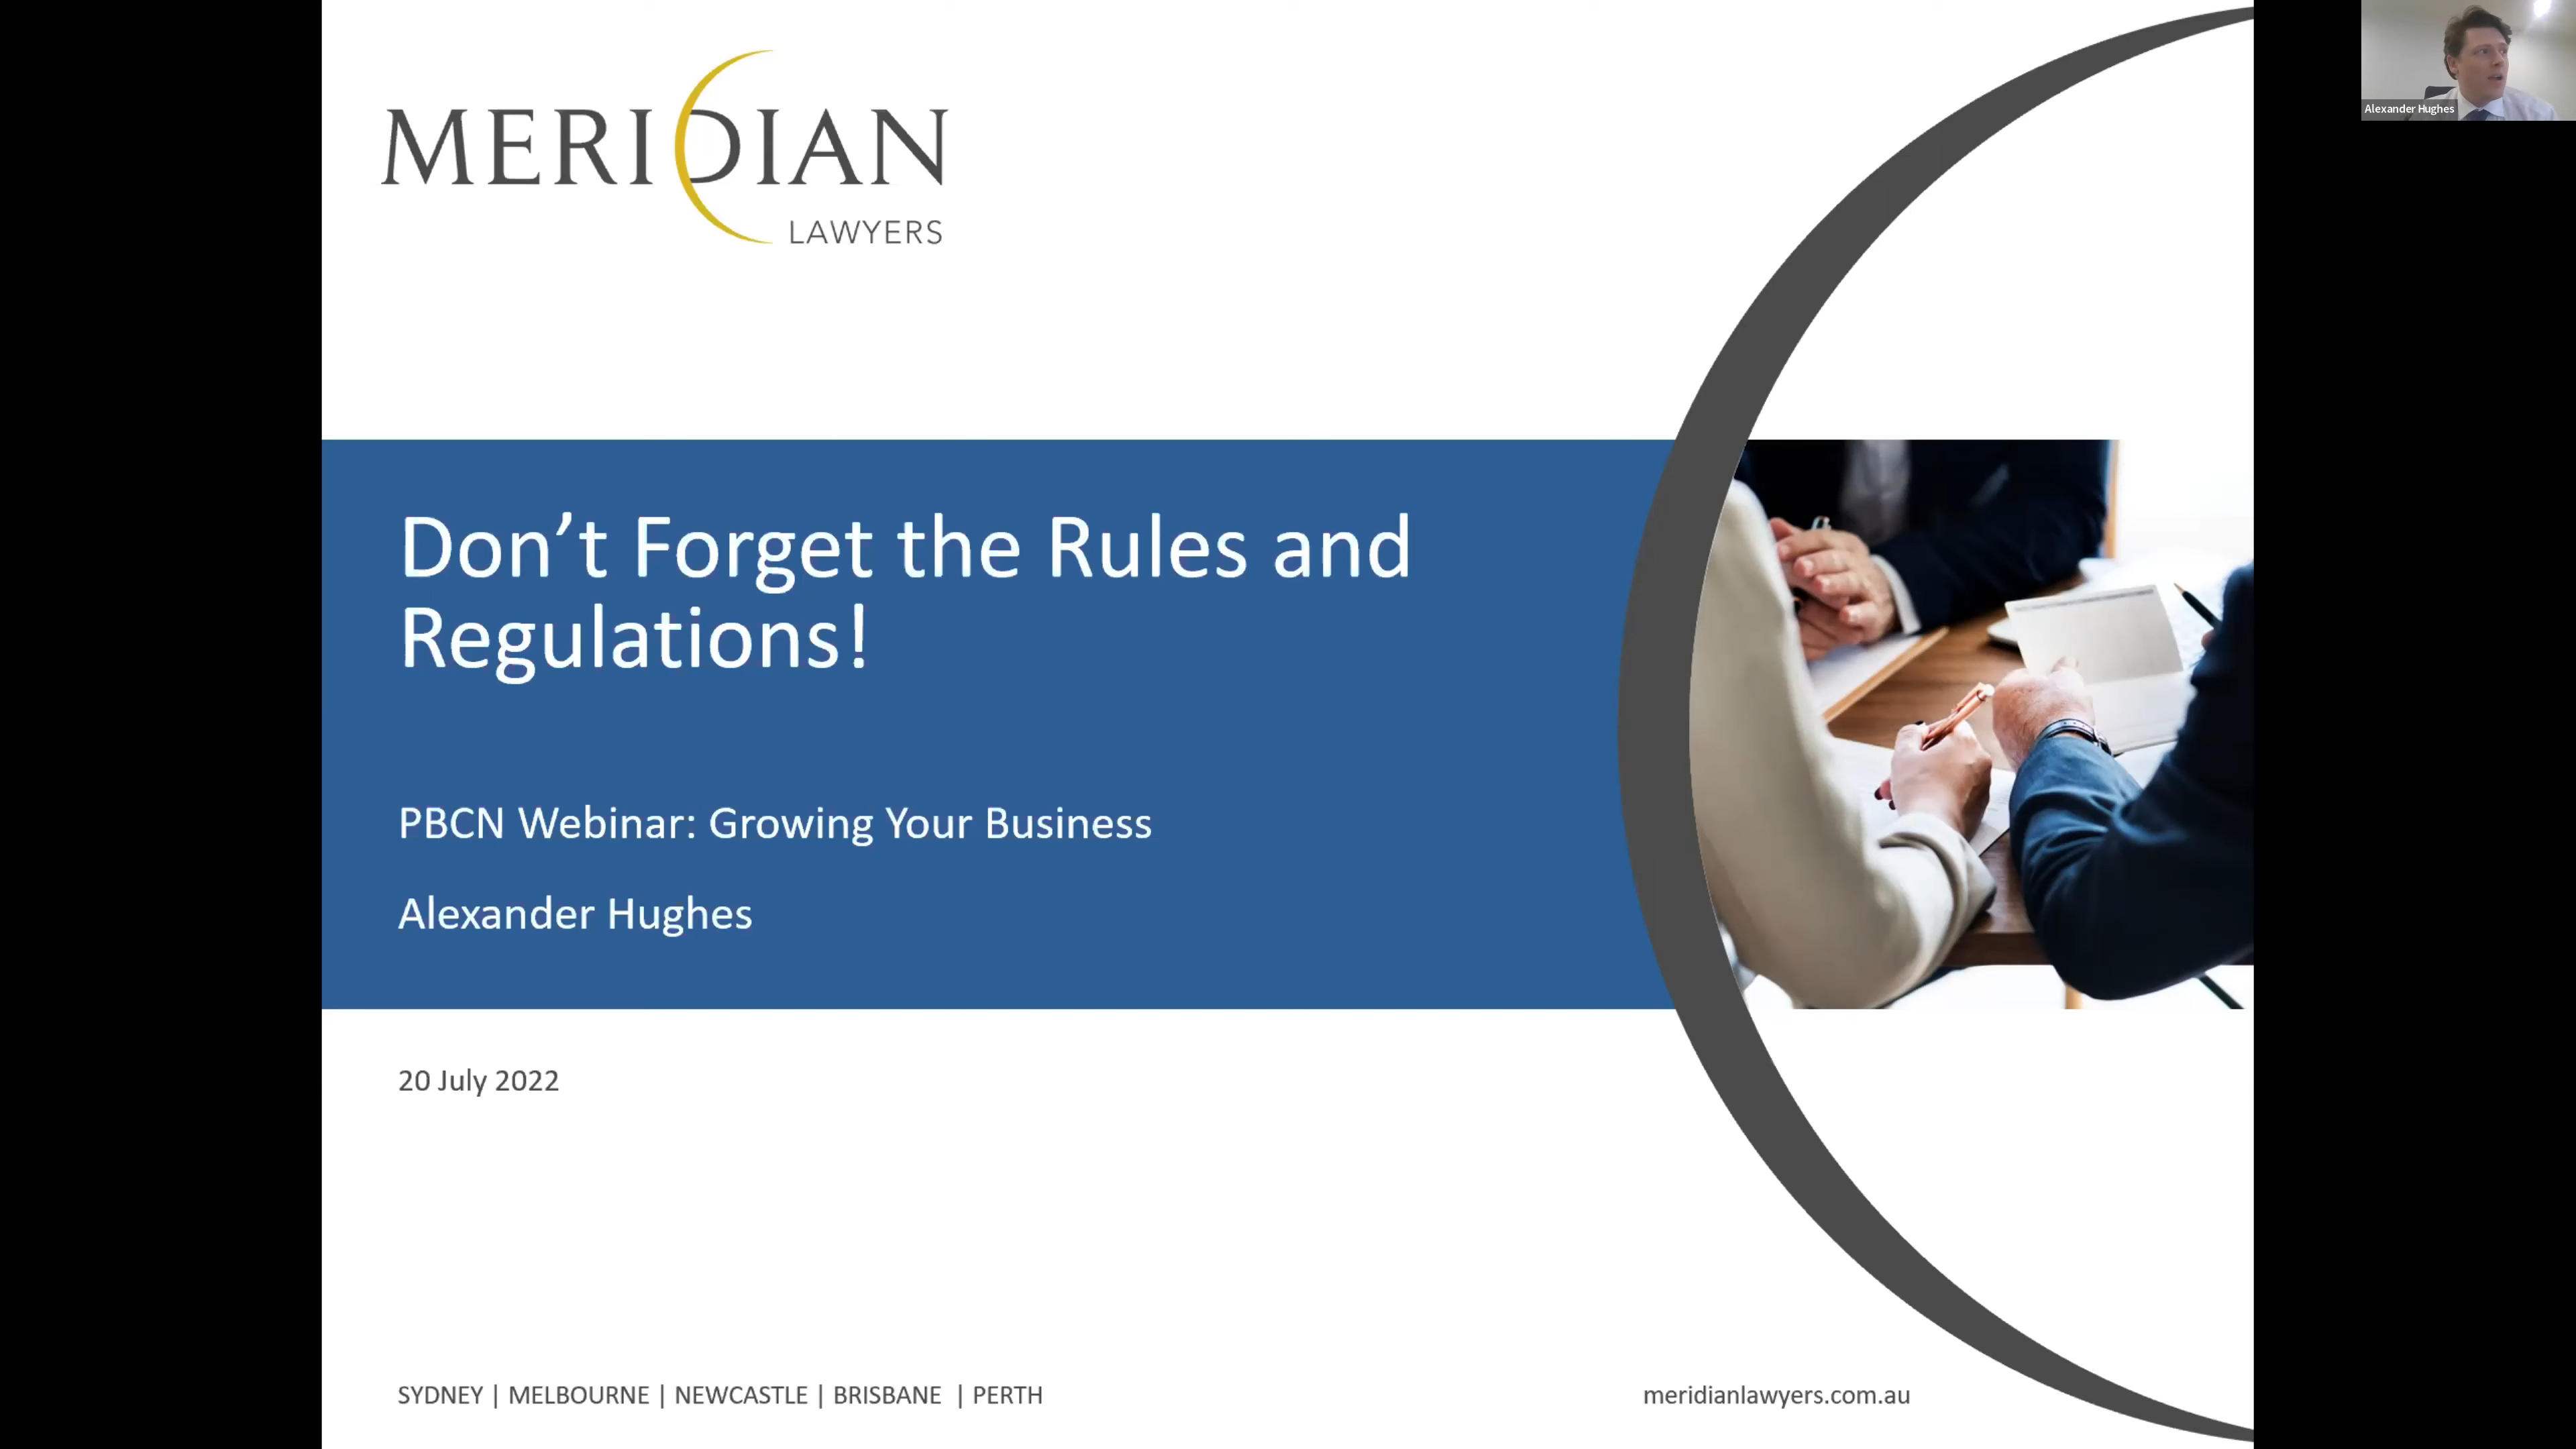 MERIDIAN
LAWYERS
Alexander Hughes
Don’t Forget the Rules and
Regulations!
PBCN Webinar: Growing Your Business
Alexander Hughes
20 July 2022
SYDNEY | MELBOURNE | NEWCASTLE | BRISBANE | PERTH
meridianlawyers.com.au